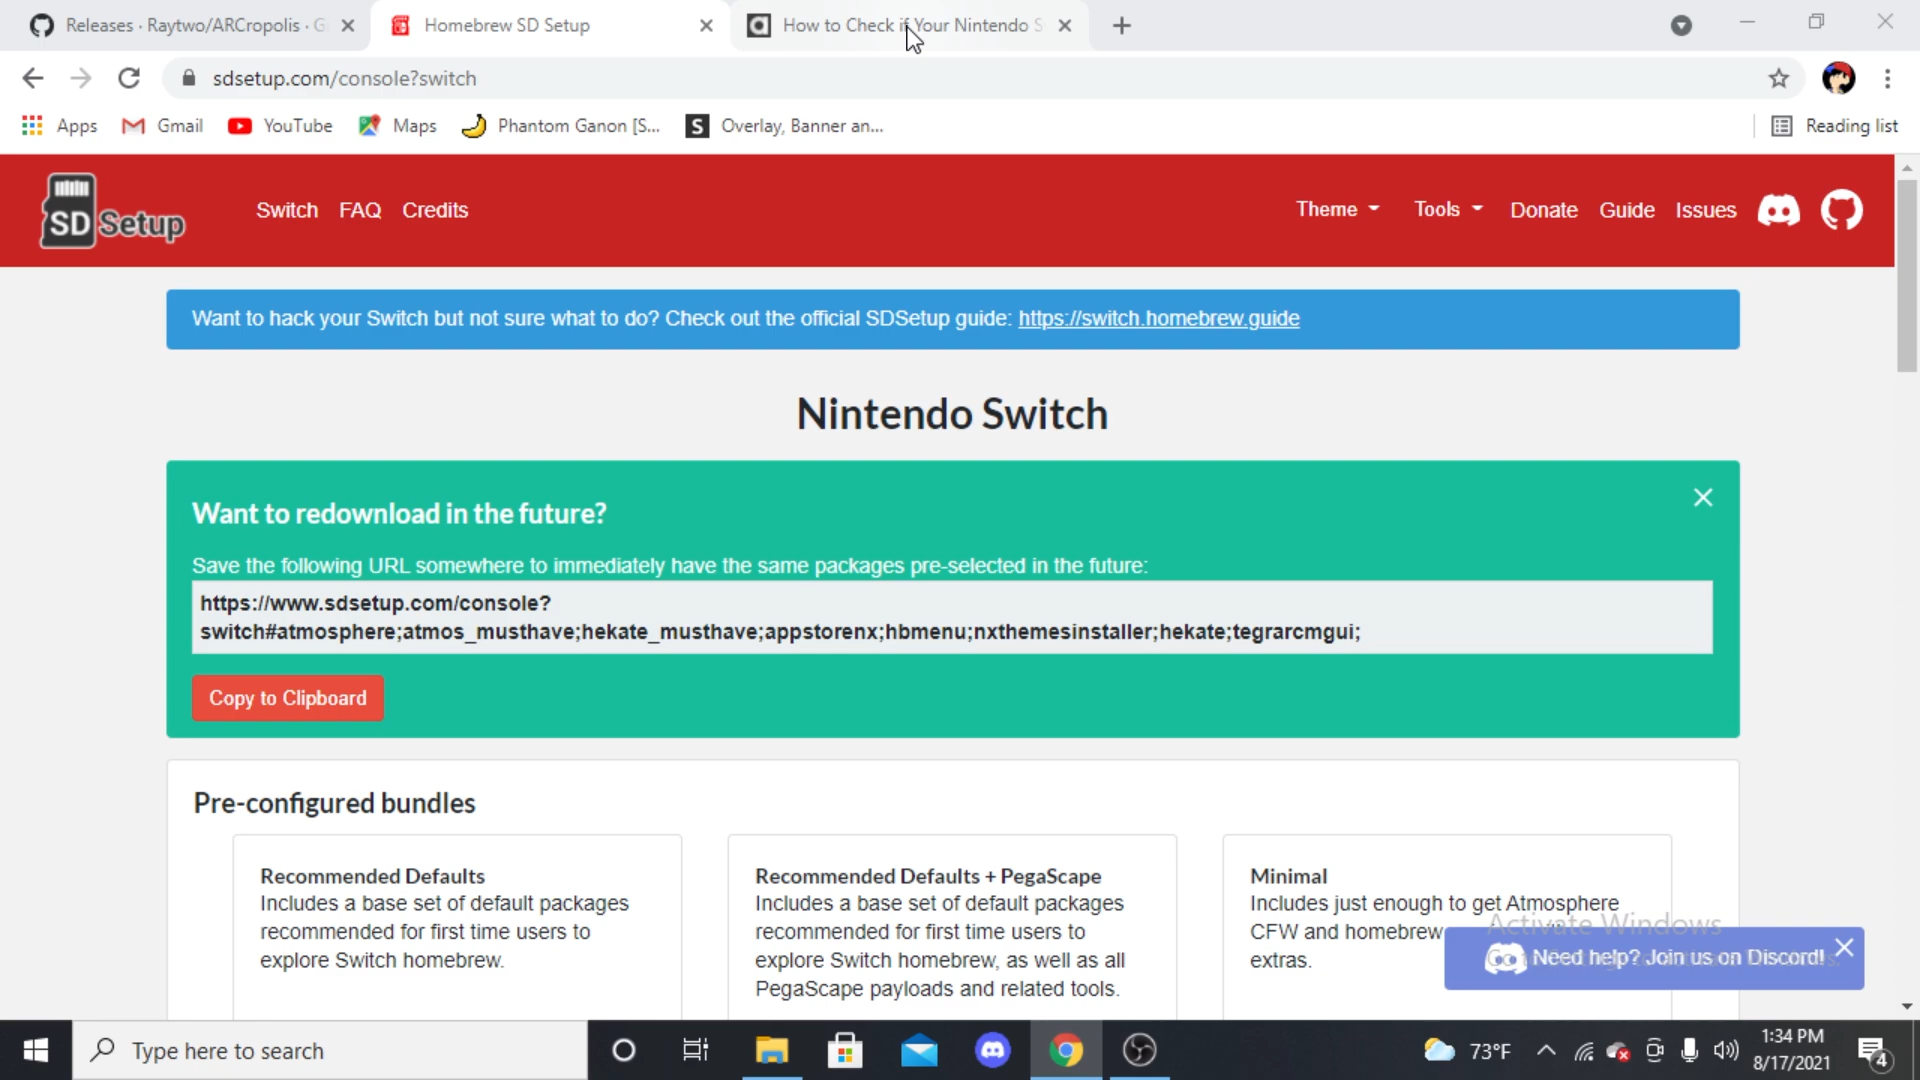 Releases · Raytwo/ARCropolis · G
Homebrew SD Setup
How to Check if Your Nintendo S
sdsetup.com/console?switch
Apps
Gmail
YouTube
Maps
Phantom Ganon [S...
S
Overlay, Banner an...
Reading list
SD Setup
Switch
FAQ
Credits
Theme
Tools
Donate
Guide
Issues
Want to hack your Switch but not sure what to do? Check out the official SDSetup guide: https://switch.homebrew.guide
Nintendo Switch
Want to redownload in the future?
Save the following URL somewhere to immediately have the same packages pre-selected in the future:
https://www.sdsetup.com/console?
switch#atmosphere;atmos_musthave;hekate_musthave;appstorenx;hbmenu;nxthemesinstaller;hekate;tegrarcmgui;
Copy to Clipboard
Pre-configured bundles
Recommended Defaults
Includes a base set of default packages
recommended for first time users to
explore Switch homebrew.
Recommended Defaults + PegaScape
Includes a base set of default packages
recommended for first time users to
explore Switch homebrew, as well as all
PegaScape payloads and related tools.
Minimal
Includes just enough to get Atmosphere
CFW and homebrew
extras.
Activate Windows
Need help? Join us on Discord!
Type here to search
73°F
1:34 PM
8/17/2021
4